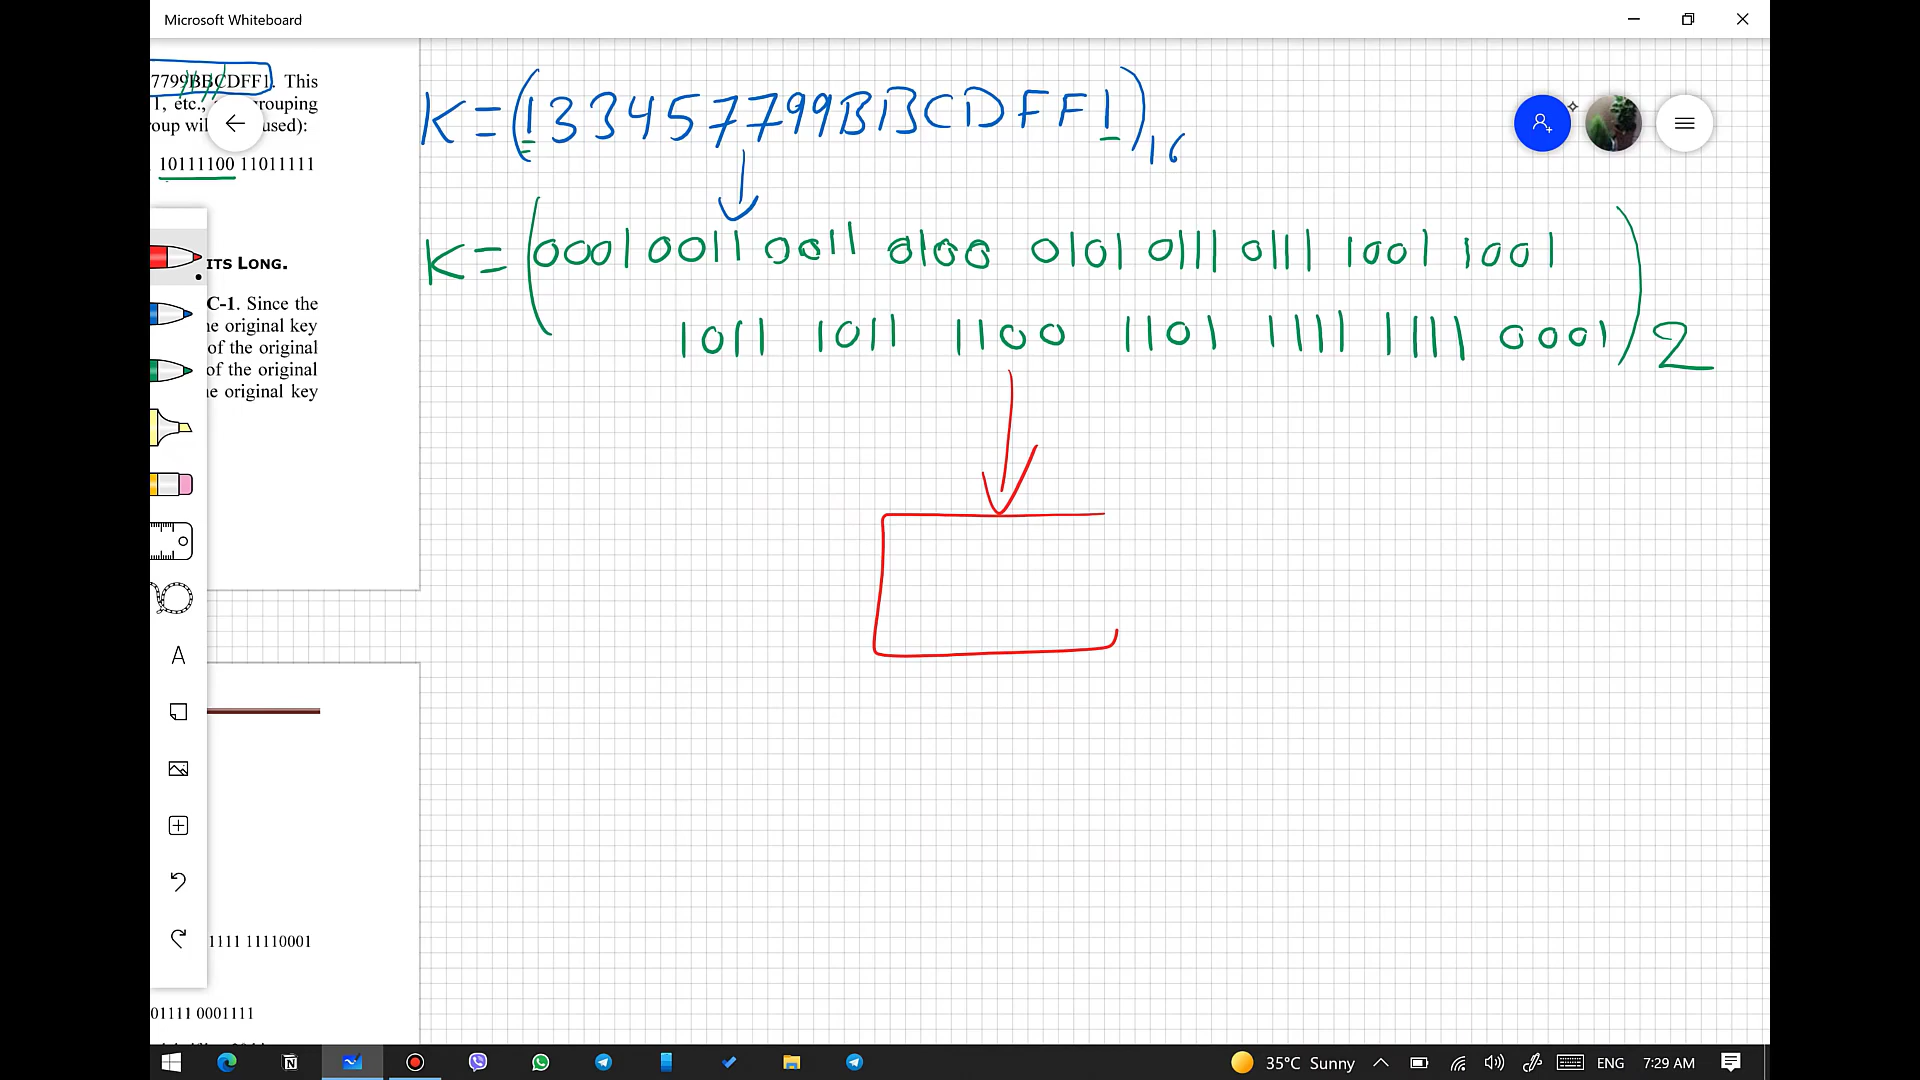 Microsoft Whiteboard
7799BBCDFF1. This
1, etc., grouping
oup wil used):
10111100 11011111
ITS LONG.
C-1. Since the
e original key
of the original
of the original
e original key
1111 11110001
01111 0001111
K=(133457799BBCDFF1)16
K=(0001 0011 0011 0100 0101 0111 0111 1001 1001
1011 1011 1100 1101 1111 1111 0001)2
A
35°C Sunny
ENG
7:29 AM